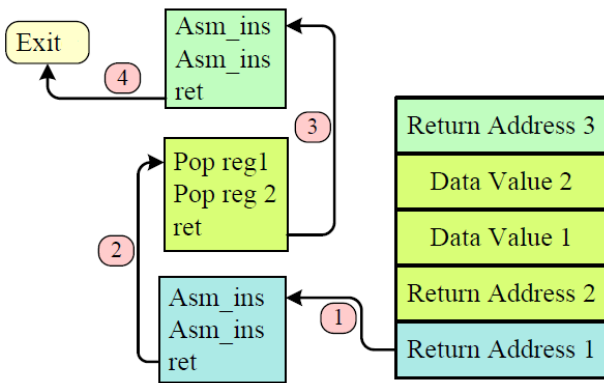 Exit
4
Asm_ins
Asm_ins
ret
3
Pop reg1
Pop reg 2
ret
2
Asm_ins
Asm_ins
ret
1
Return Address 3
Data Value 2
Data Value 1
Return Address 2
Return Address 1